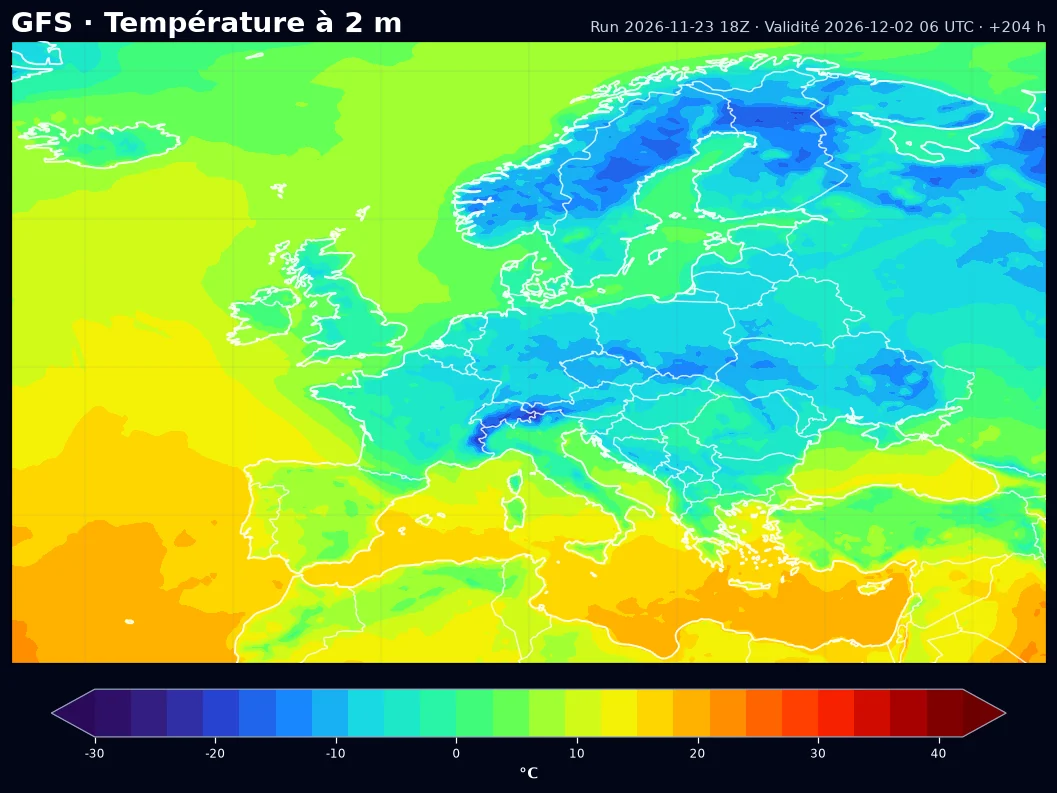 GFS · Température à 2 m
Run 2026-11-23 18Z · Validité 2026-12-02 06 UTC · +204 h
-30 -20 -10 0 10 20 30 40
°C